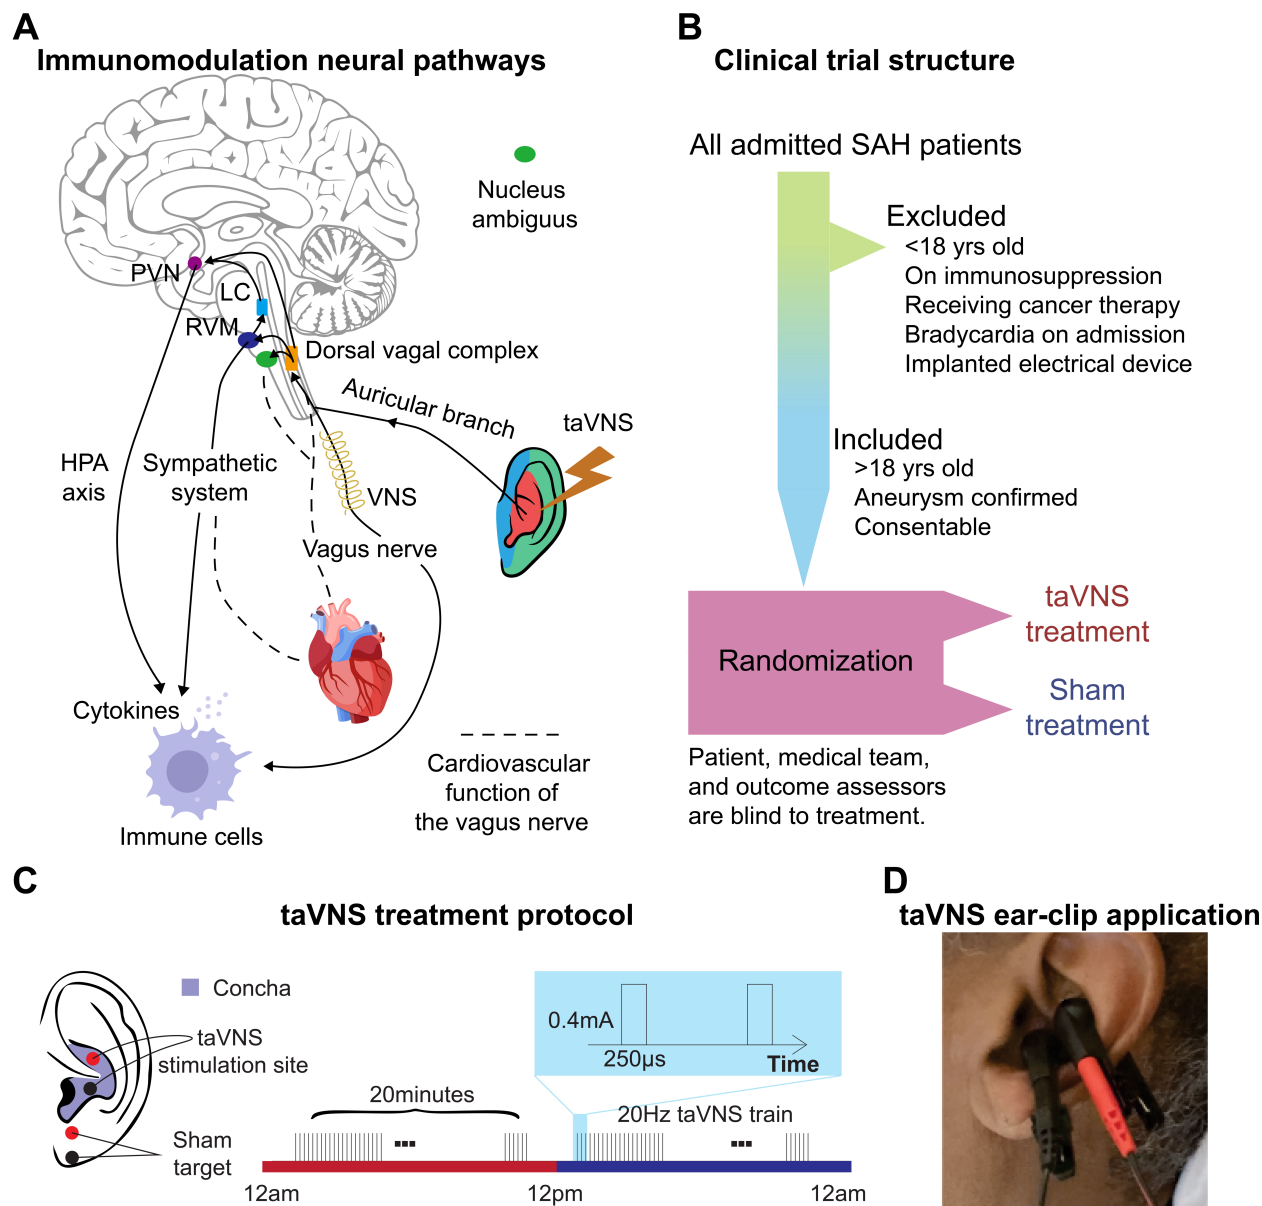 A
Immunomodulation neural pathways
Nucleus
ambiguus
PVN
LC
RVM
Dorsal vagal complex
Auricular branch
taVNS
HPA
axis
Sympathetic
system
VNS
Vagus nerve
Cytokines
Immune cells
Cardiovascular
function of
the vagus nerve
B
Clinical trial structure
All admitted SAH patients
Excluded
<18 yrs old
On immunosuppression
Receiving cancer therapy
Bradycardia on admission
Implanted electrical device
Included
>18 yrs old
Aneurysm confirmed
Consentable
Randomization
taVNS
treatment
Sham
treatment
Patient, medical team,
and outcome assessors
are blind to treatment.
C
taVNS treatment protocol
Concha
taVNS
stimulation site
Sham
target
20minutes
0.4mA
250μs
Time
20Hz taVNS train
12am
12pm
12am
D
taVNS ear-clip application